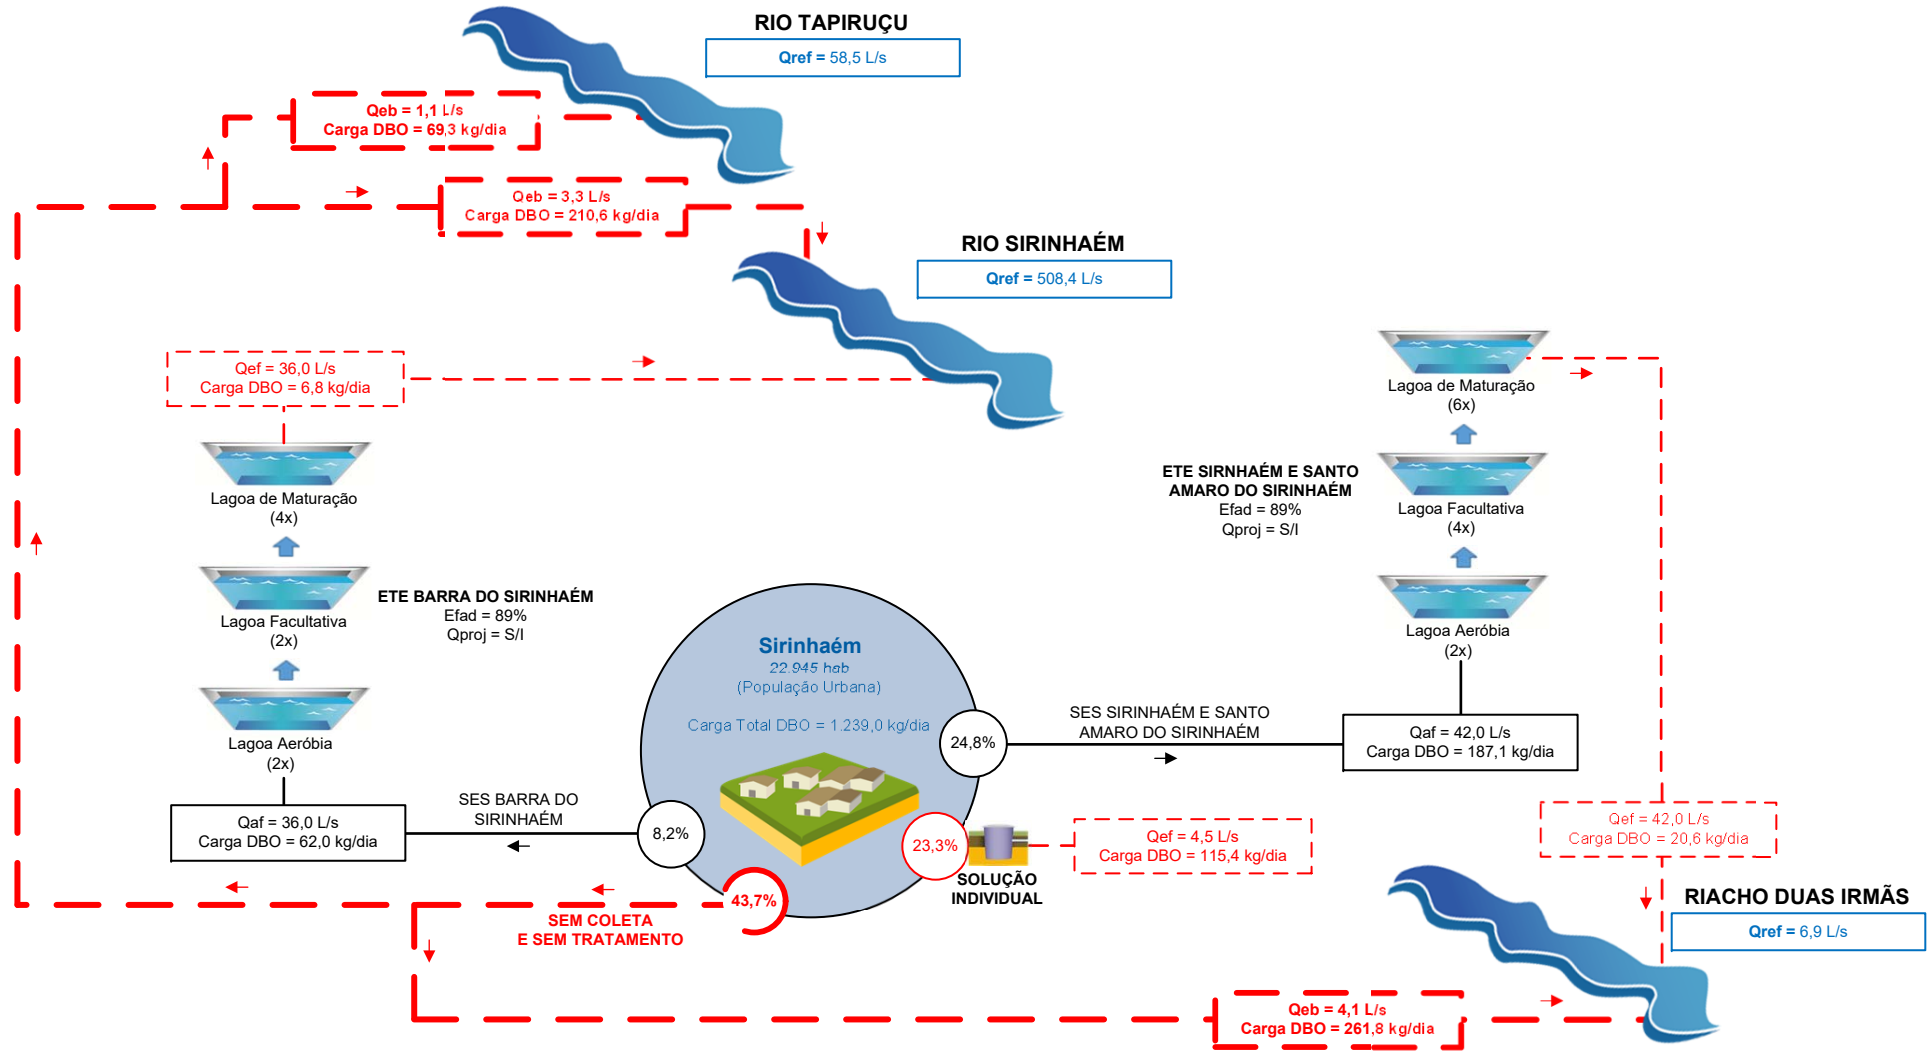 RIO TAPIRUÇU
Qref = 58,5 L/s
Qeb = 1,1 L/s
Carga DBO = 69,3 kg/dia
Qeb = 3,3 L/s
Carga DBO = 210,6 kg/dia
RIO SIRINHAÉM
Qref = 508,4 L/s
Qef = 36,0 L/s
Carga DBO = 6,8 kg/dia
Lagoa de Maturação
(4x)
Lagoa Facultativa
(2x)
ETE BARRA DO SIRINHAÉM
Efad = 89%
Qproj = S/I
Lagoa Aeróbia
(2x)
Qaf = 36,0 L/s
Carga DBO = 62,0 kg/dia
SES BARRA DO
SIRINHAÉM
8,2%
Sirinhaém
22.945 hab
(População Urbana)
Carga Total DBO = 1.239,0 kg/dia
24,8%
SES SIRINHAÉM E SANTO
AMARO DO SIRINHAÉM
Qaf = 42,0 L/s
Carga DBO = 187,1 kg/dia
Lagoa de Maturação
(6x)
ETE SIRNHAÉM E SANTO
AMARO DO SIRINHAÉM
Efad = 89%
Qproj = S/I
Lagoa Facultativa
(4x)
Lagoa Aeróbia
(2x)
23,3%
SOLUÇÃO
INDIVIDUAL
Qef = 4,5 L/s
Carga DBO = 115,4 kg/dia
Qef = 42,0 L/s
Carga DBO = 20,6 kg/dia
43,7%
SEM COLETA
E SEM TRATAMENTO
RIACHO DUAS IRMÃS
Qref = 6,9 L/s
Qeb = 4,1 L/s
Carga DBO = 261,8 kg/dia